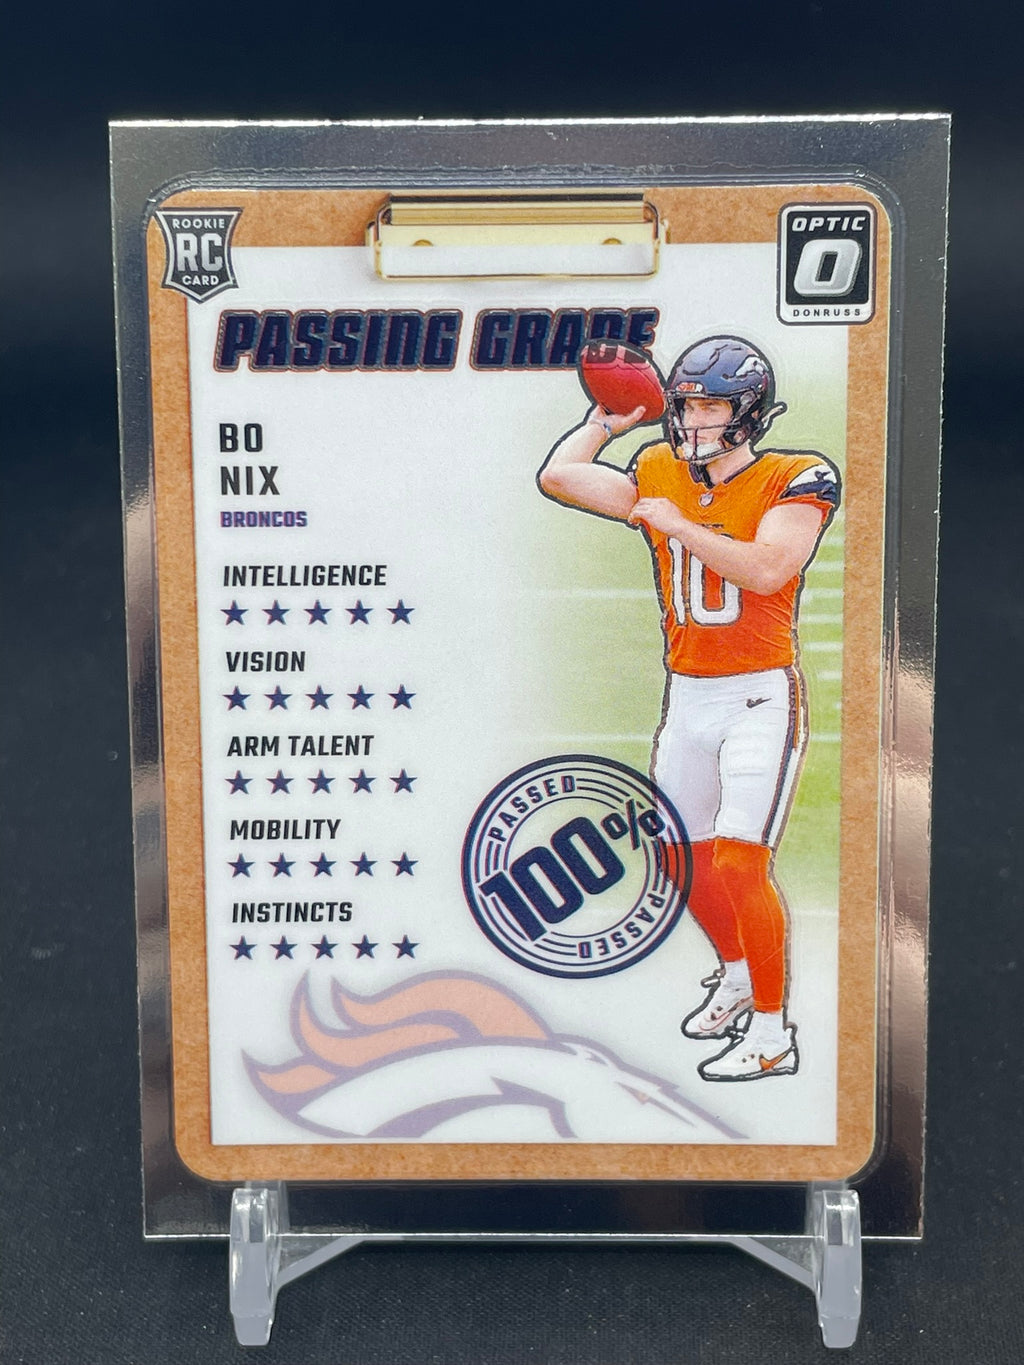 ROOKIE
RC
CARD
OPTIC
O
DONRUSS
PASSING GRADE
BO
NIX
BRONCOS
INTELLIGENCE
VISION
ARM TALENT
MOBILITY
INSTINCTS
PASSED
100%
PASSED
10